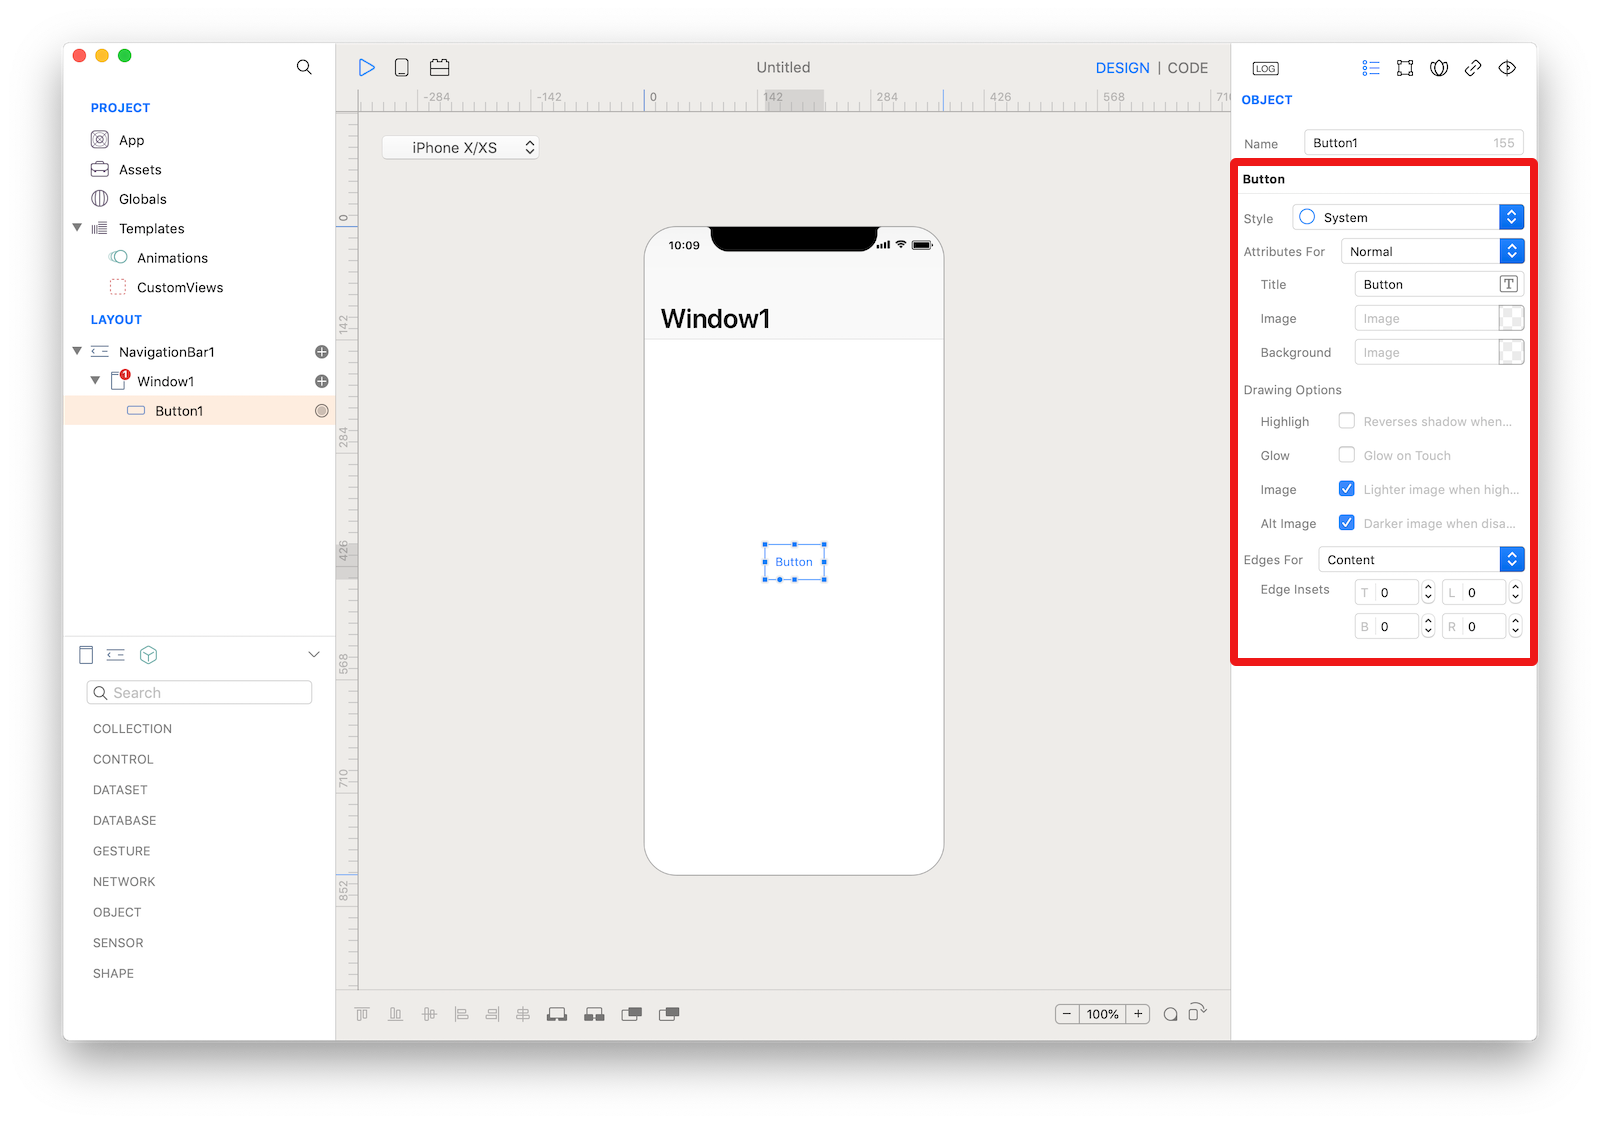 Untitled
DESIGN | CODE
LOG
PROJECT
App
Assets
Globals
Templates
Animations
CustomViews
LAYOUT
NavigationBar1
1
Window1
Button1
Search
COLLECTION
CONTROL
DATASET
DATABASE
GESTURE
NETWORK
OBJECT
SENSOR
SHAPE
-284 -142 0 142 284 426 568 710
0
142
284
426
568
710
852
iPhone X/XS
10:09
Window1
Button
100%
OBJECT
Name Button1 155
Button
Style System
Attributes For Normal
Title Button T
Image Image
Background Image
Drawing Options
Highligh Reverses shadow when...
Glow Glow on Touch
Image Lighter image when high...
Alt Image Darker image when disa...
Edges For Content
Edge Insets T 0 L 0
B 0 R 0